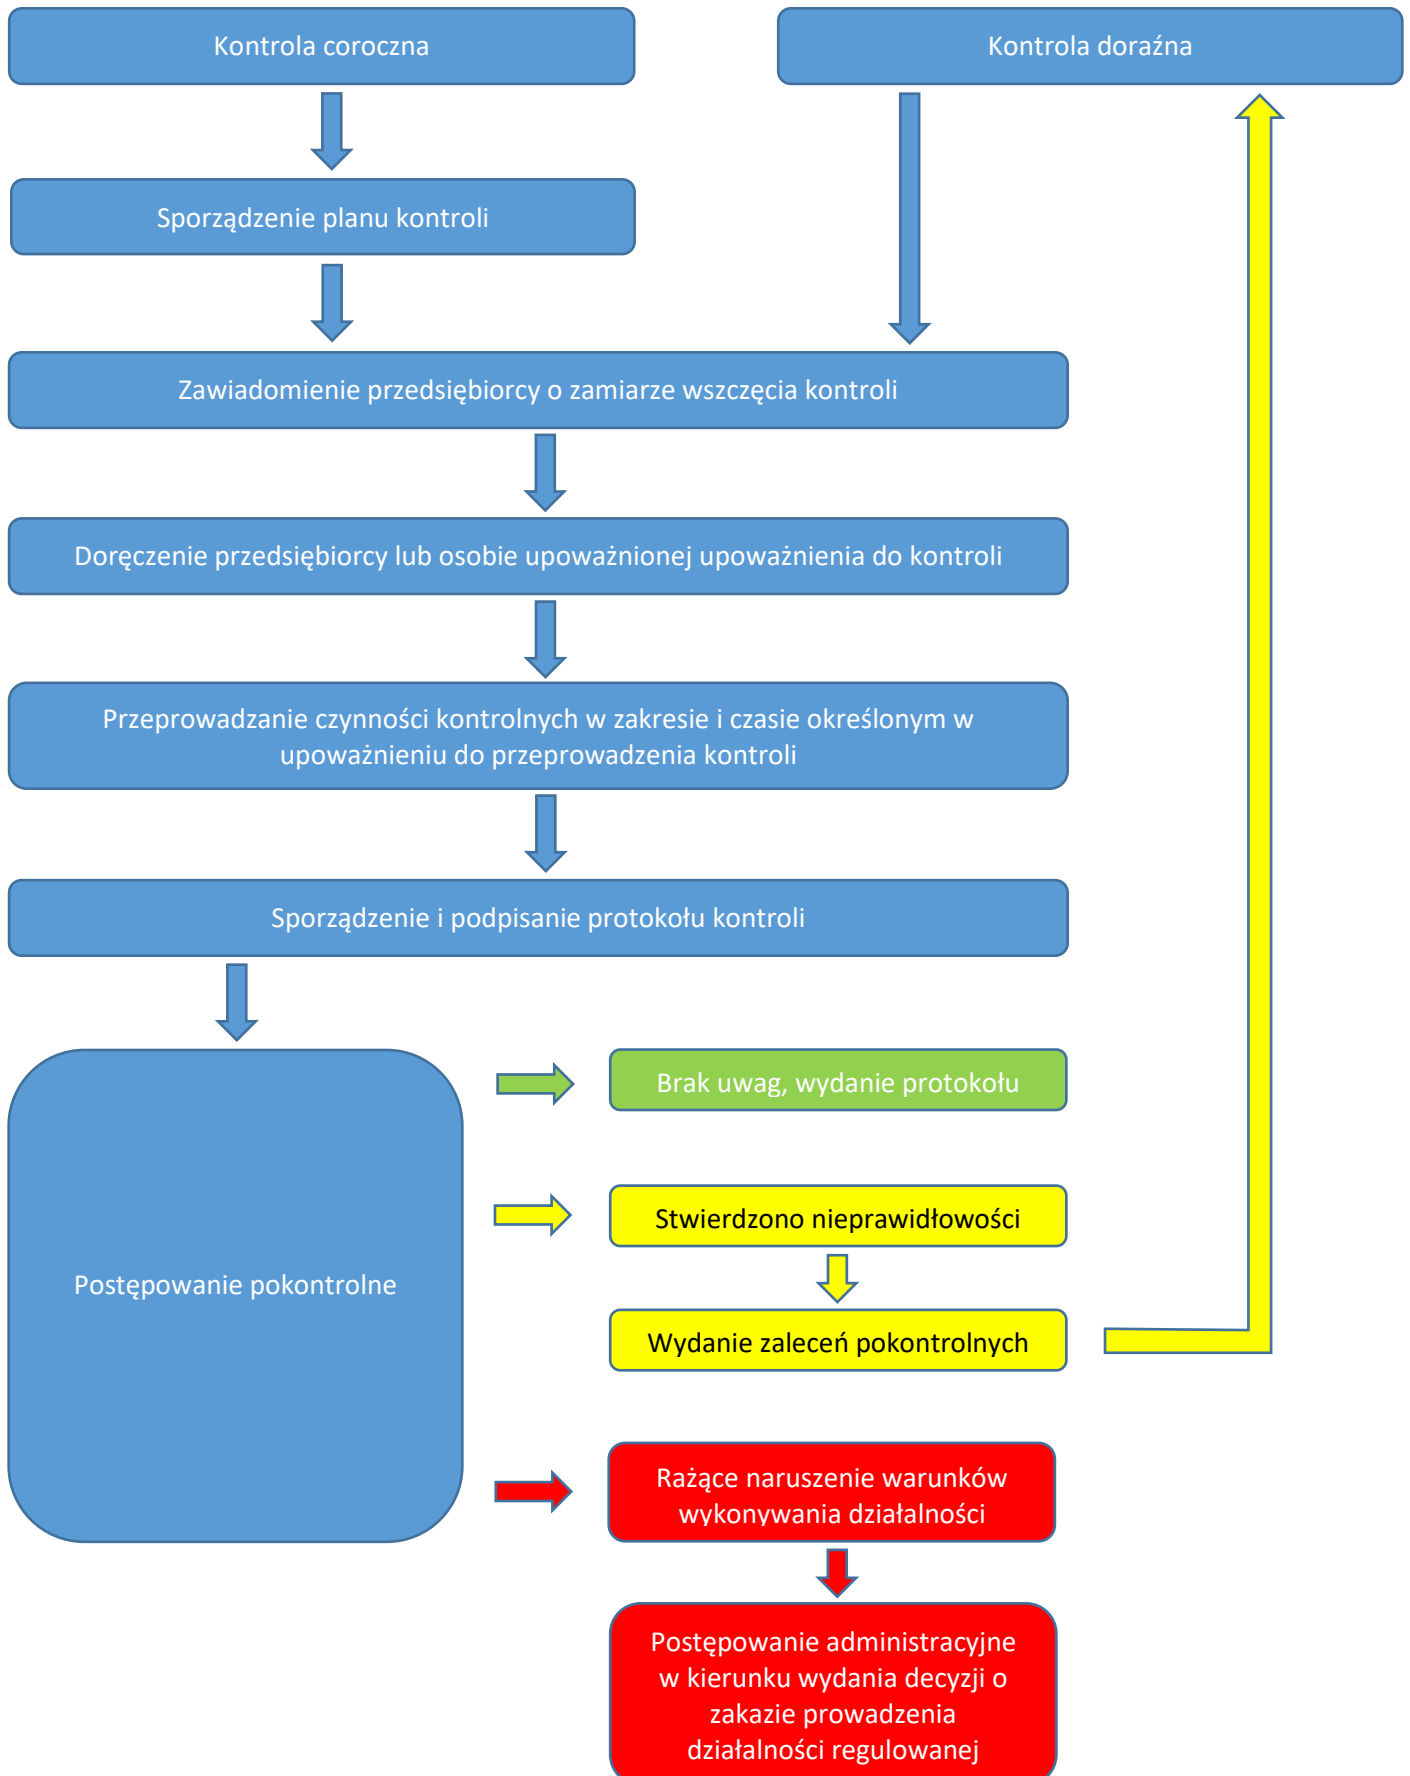 Kontrola coroczna
Kontrola doraźna
Sporządzenie planu kontroli
Zawiadomienie przedsiębiorcy o zamiarze wszczęcia kontroli
Doręczenie przedsiębiorcy lub osobie upoważnionej upoważnienia do kontroli
Przeprowadzanie czynności kontrolnych w zakresie i czasie określonym w
upoważnieniu do przeprowadzenia kontroli
Sporządzenie i podpisanie protokołu kontroli
Postępowanie pokontrolne
Brak uwag, wydanie protokołu
Stwierdzono nieprawidłowości
Wydanie zaleceń pokontrolnych
Rażące naruszenie warunków
wykonywania działalności
Postępowanie administracyjne
w kierunku wydania decyzji o
zakazie prowadzenia
działalności regulowanej